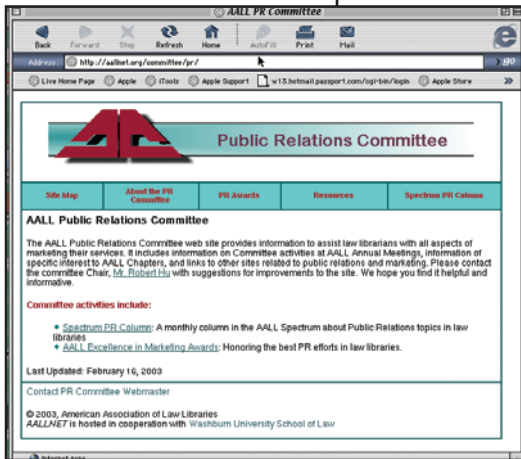 AALL PR Committee
Back Forward Stop Refresh Home AutoFill Print Mail
Address http://aallnet.org/committee/pr/ go
Live Home Page Apple iTools Apple Support w13.hotmail.passport.com/cgi-bin/login Apple Store
Public Relations Committee
Site Map About the PR Committee PR Awards Resources Spectrum PR Column
AALL Public Relations Committee
The AALL Public Relations Committee web site provides information to assist law librarians with all aspects of
marketing their services. It includes information on Committee activities at AALL Annual Meetings, information of
specific interest to AALL Chapters, and links to other sites related to public relations and marketing. Please contact
the committee Chair, Mr. Robert Hu with suggestions for improvements to the site. We hope you find it helpful and
informative.
Committee activities include:
Spectrum PR Column: A monthly column in the AALL Spectrum about Public Relations topics in law
libraries
AALL Excellence in Marketing Awards: Honoring the best PR efforts in law libraries.
Last Updated: February 16, 2003
Contact PR Committee Webmaster
© 2003, American Association of Law Libraries
AALLNET is hosted in cooperation with Washburn University School of Law
Internet zone